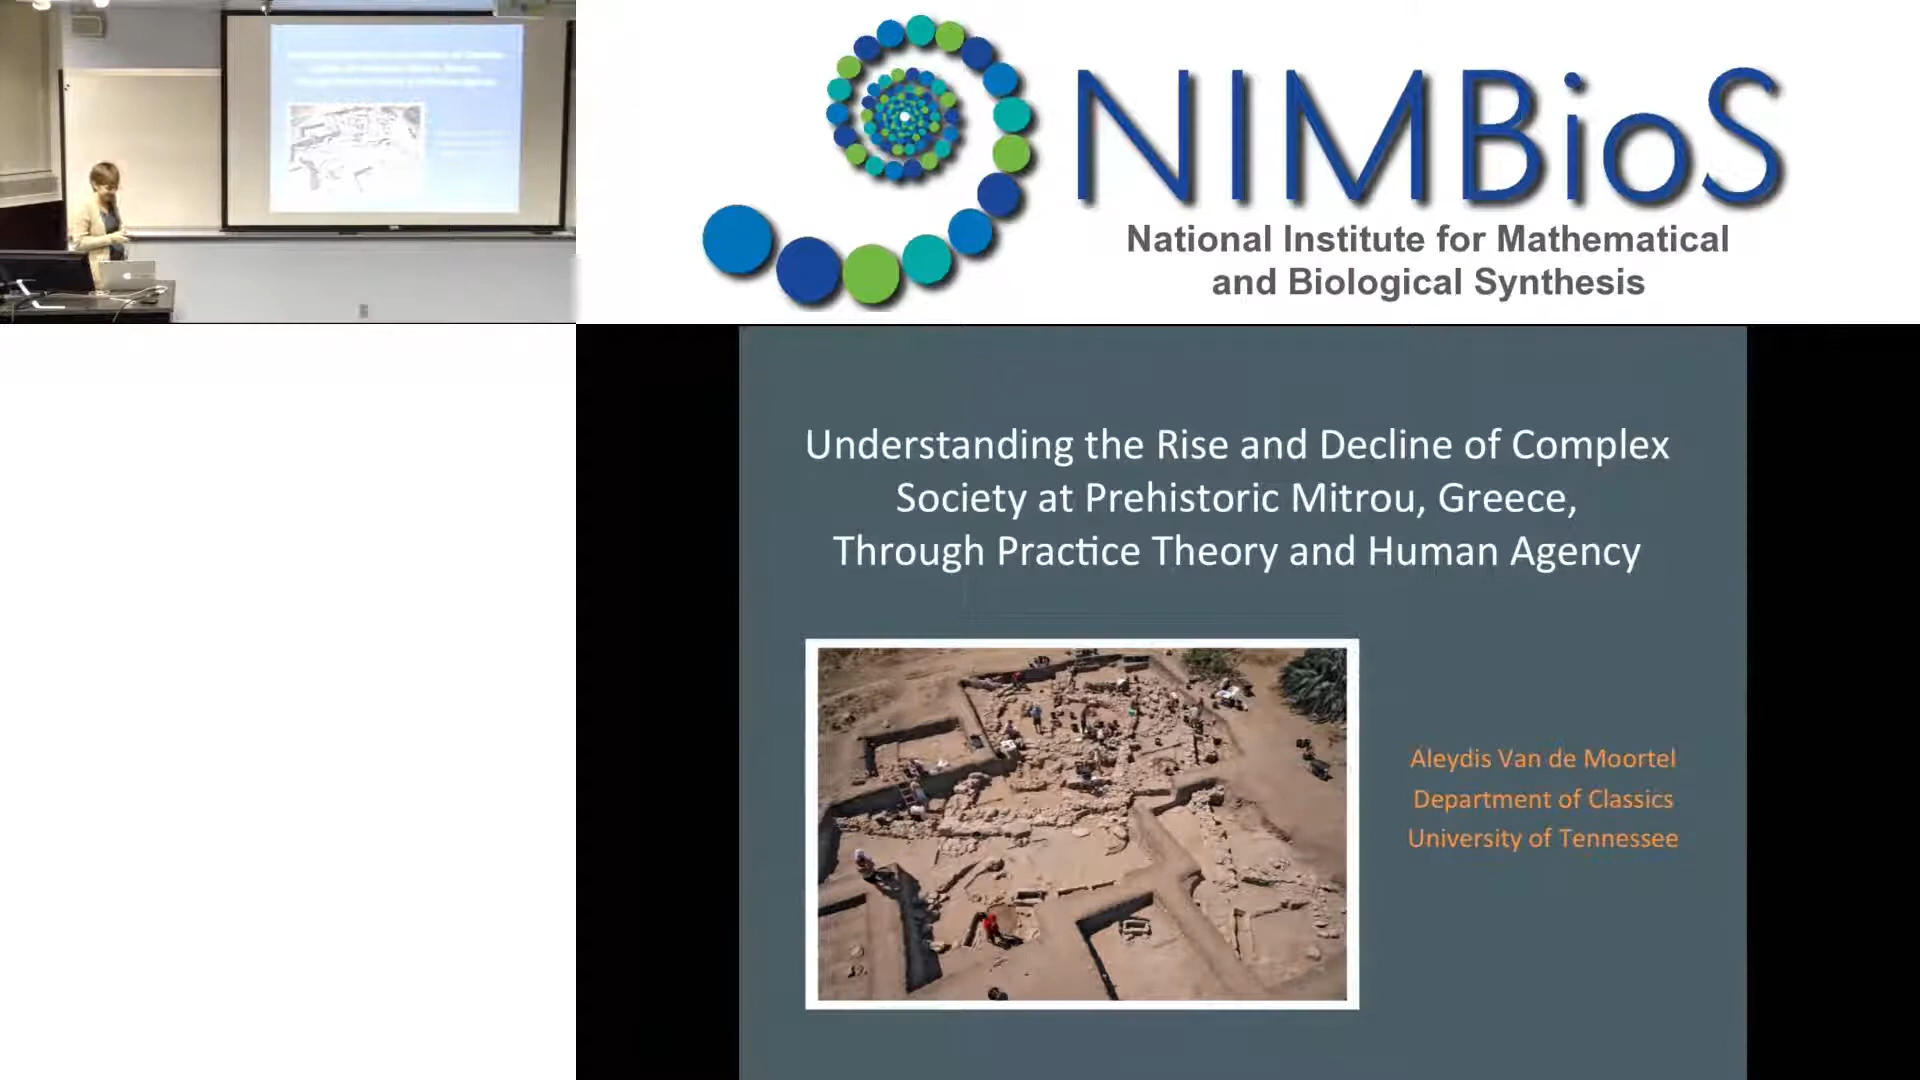 NIMBioS
National Institute for Mathematical
and Biological Synthesis
Understanding the Rise and Decline of Complex
Society at Prehistoric Mitrou, Greece,
Through Practice Theory and Human Agency
Aleydis Van de Moortel
Department of Classics
University of Tennessee